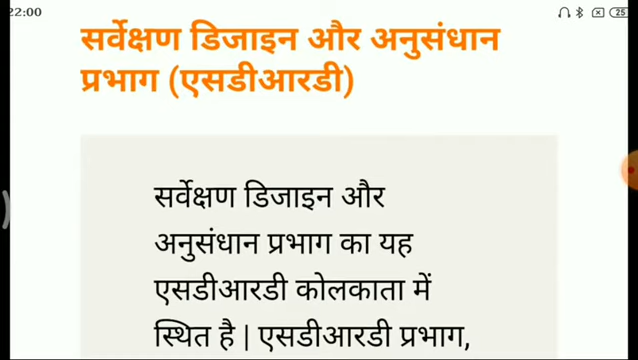 22:00
25
सर्वेक्षण डिजाइन और अनुसंधान
प्रभाग (एसडीआरडी)
सर्वेक्षण डिजाइन और
अनुसंधान प्रभाग का यह
एसडीआरडी कोलकाता में
स्थित है | एसडीआरडी प्रभाग,